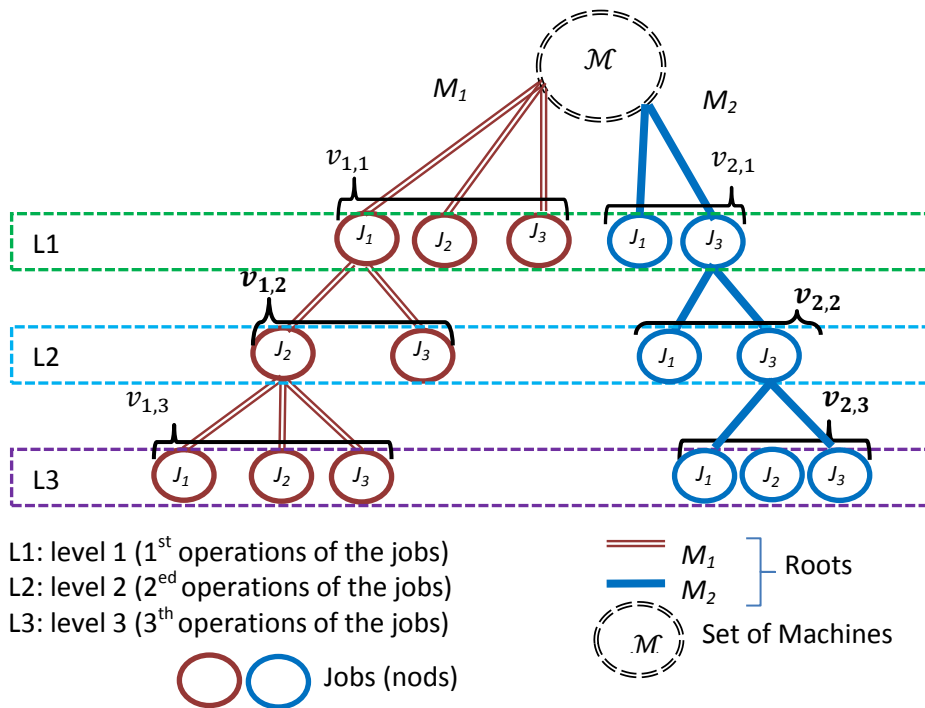 ℳ
M₁
M₂
v₁,₁
v₂,₁
L1
J₁ J₂ J₃ J₁ J₃
v₁,₂
v₂,₂
L2
J₂ J₃ J₁ J₃
v₁,₃
v₂,₃
L3
J₁ J₂ J₃ J₁ J₂ J₃
L1: level 1 (1st operations of the jobs)
L2: level 2 (2ed operations of the jobs)
L3: level 3 (3th operations of the jobs)
Jobs (nods)
M₁
M₂
Roots
ℳ
Set of Machines